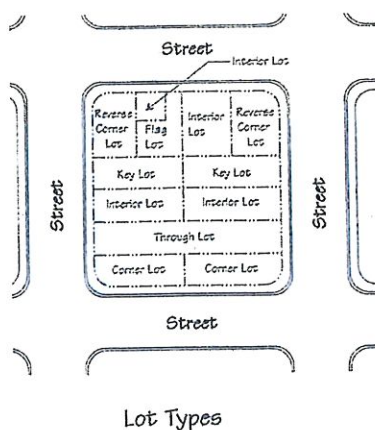 Street
Interior Lot
Reverse
Corner
Lot
Flag
Lot
Interior
Lot
Reverse
Corner
Lot
Key Lot
Key Lot
Interior Lot
Interior Lot
Street
Street
Through Lot
Corner Lot
Corner Lot
Street
Lot Types